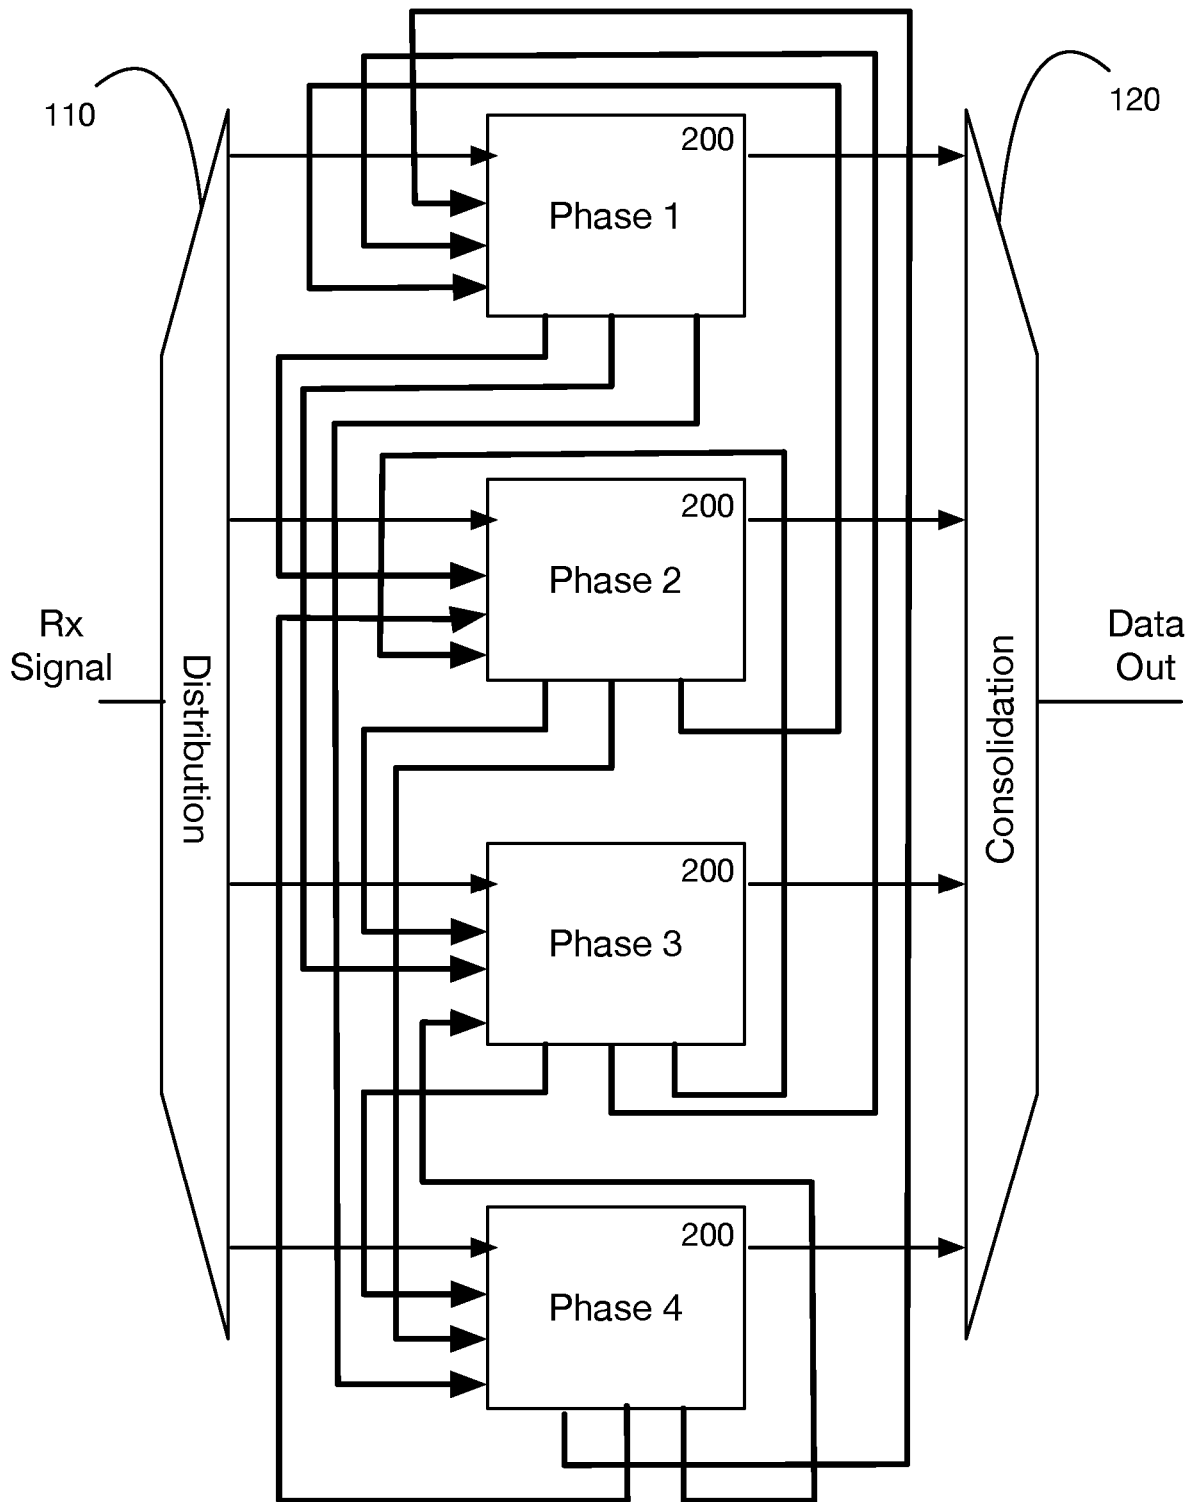 110
120
200
Phase 1
200
Phase 2
Rx
Signal
Distribution
Consolidation
Data
Out
200
Phase 3
200
Phase 4